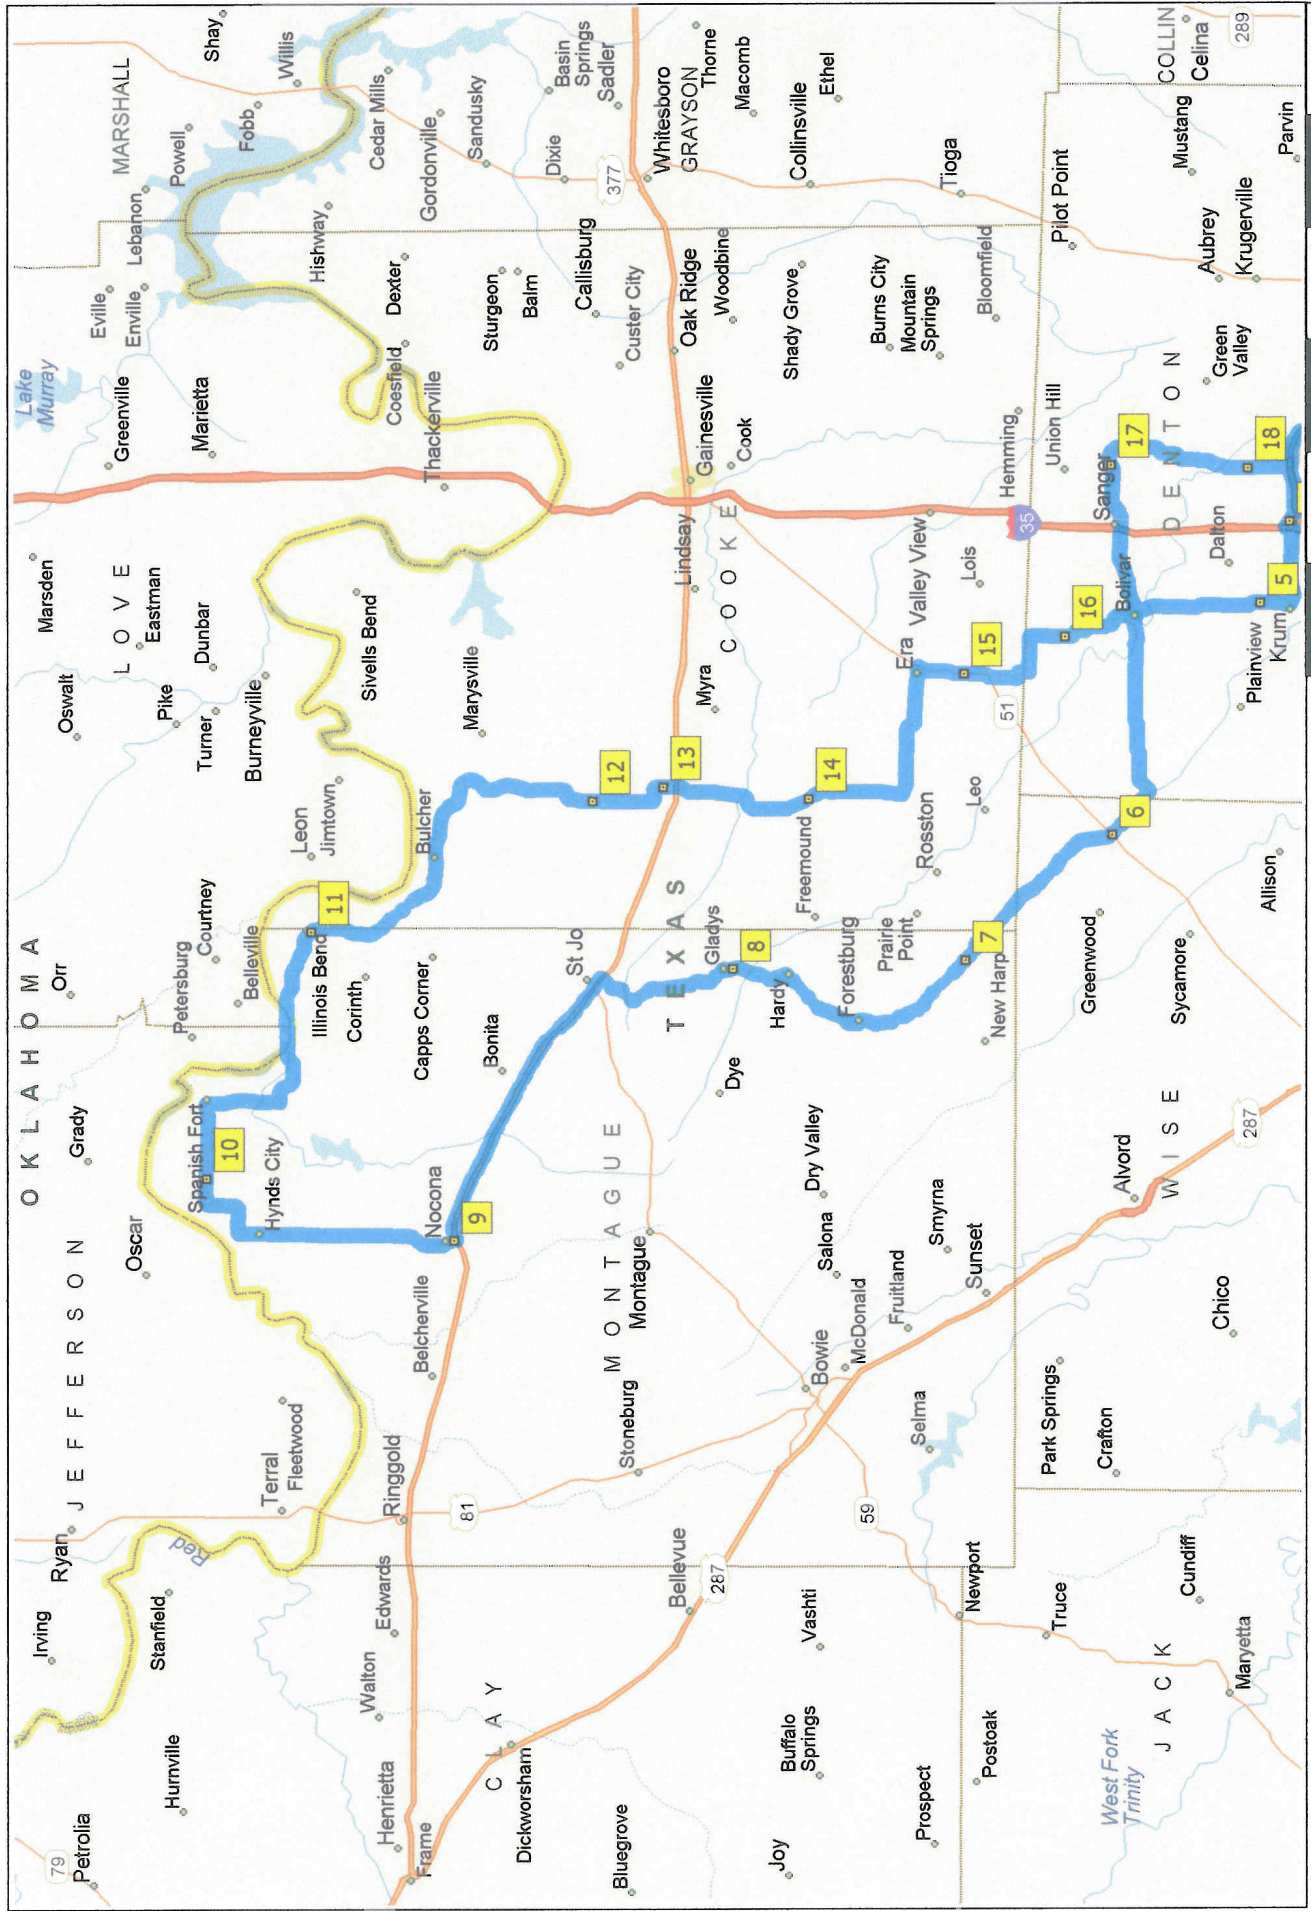 Petrolia
79
Hurnville
Irving
Stanfield
Ryan
Red
JEFFERSON
OKLAHOMA
Oscar
Grady
Orr
Oswalt
Marsden
LOVE
Eastman
Pike
Turner
Dunbar
Burneyville
Lake
Murray
Greenville
Marietta
Eville
Enville
Lebanon
MARSHALL
Powell
Shay
Fobb
Willis
Terral
Fleetwood
Hynds City
Spanish Fort
10
Petersburg
Courtney
Belleville
Illinois Bend
11
Corinth
Leon
Jimtown
Sivells Bend
Hishway
Cedar Mills
Henrietta
Frame
Walton
Edwards
Ringgold
81
Belcherville
Nocona
9
Capps Corner
Bonita
Bulcher
Marysville
Thackerville
Coesfield
Dexter
Gordonville
Sandusky
Sturgeon
Balm
Dickworsham
CLAY
Bluegrove
Stoneburg
MONTAGUE
Montague
St Jo
12
13
Callisburg
Custer City
Dixie
Basin
Springs
Sadler
377
Whitesboro
GRAYSON
Thorne
Macomb
Bellevue
287
Dye
TEXAS
Gladys
8
Myra
Lindsay
COOKE
Gainesville
Cook
Oak Ridge
Woodbine
Joy
Buffalo
Springs
Vashti
Bowie
McDonald
Salona
Dry Valley
Hardy
Freemound
14
Shady Grove
Collinsville
Ethel
59
Fruitland
Smyrna
Forestburg
Prairie
Point
Rosston
Era
Valley View
Burns City
Mountain
Springs
Tioga
Prospect
Postoak
Newport
Selma
Sunset
New Harp
7
Leo
51
15
Lois
Hemming
35
Bloomfield
Truce
Park Springs
Crafton
Greenwood
16
Union Hill
Pilot Point
West Fork
Trinity
JACK
Alvord
WISE
6
Bolivar
Sanger
17
DENTON
COLLIN
Celina
Cundiff
Maryetta
Chico
287
Sycamore
Allison
Plainview
Krum
5
Dalton
18
Green
Valley
Aubrey
Krugerville
Mustang
Parvin
289